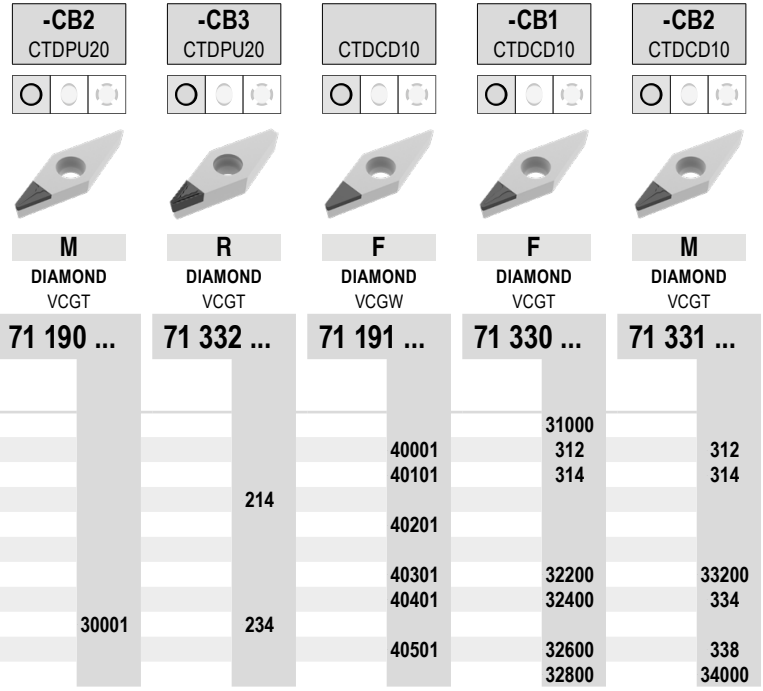 -CB2 -CB3 -CB1 -CB2
CTDPU20 CTDPU20 CTDCD10 CTDCD10 CTDCD10
M R F F M
DIAMOND DIAMOND DIAMOND DIAMOND DIAMOND
VCGT VCGT VCGW VCGT VCGT
71 190 ... 71 332 ... 71 191 ... 71 330 ... 71 331 ...
31000
40001 312 312
40101 314 314
214
40201
40301 32200 33200
40401 32400 334
30001 234
40501 32600 338
32800 34000